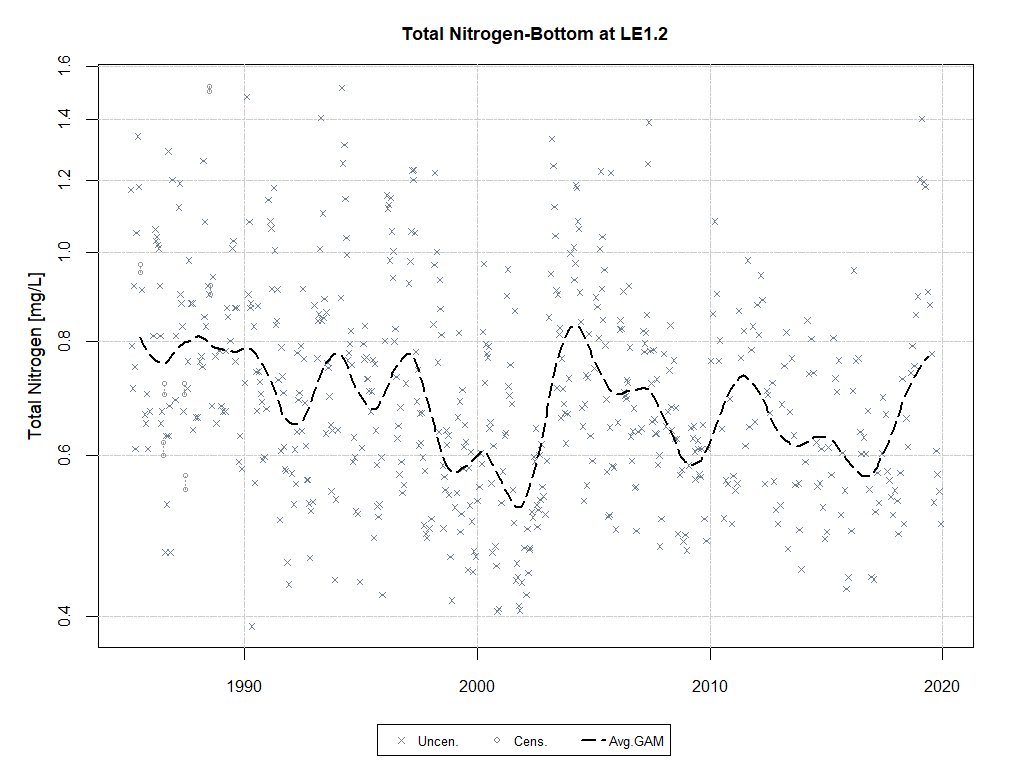 Total Nitrogen-Bottom at LE1.2
Total Nitrogen [mg/L]
1.6
1.4
1.2
1.0
0.8
0.6
0.4
1990
2000
2010
2020
Uncen.
Cens.
Avg.GAM